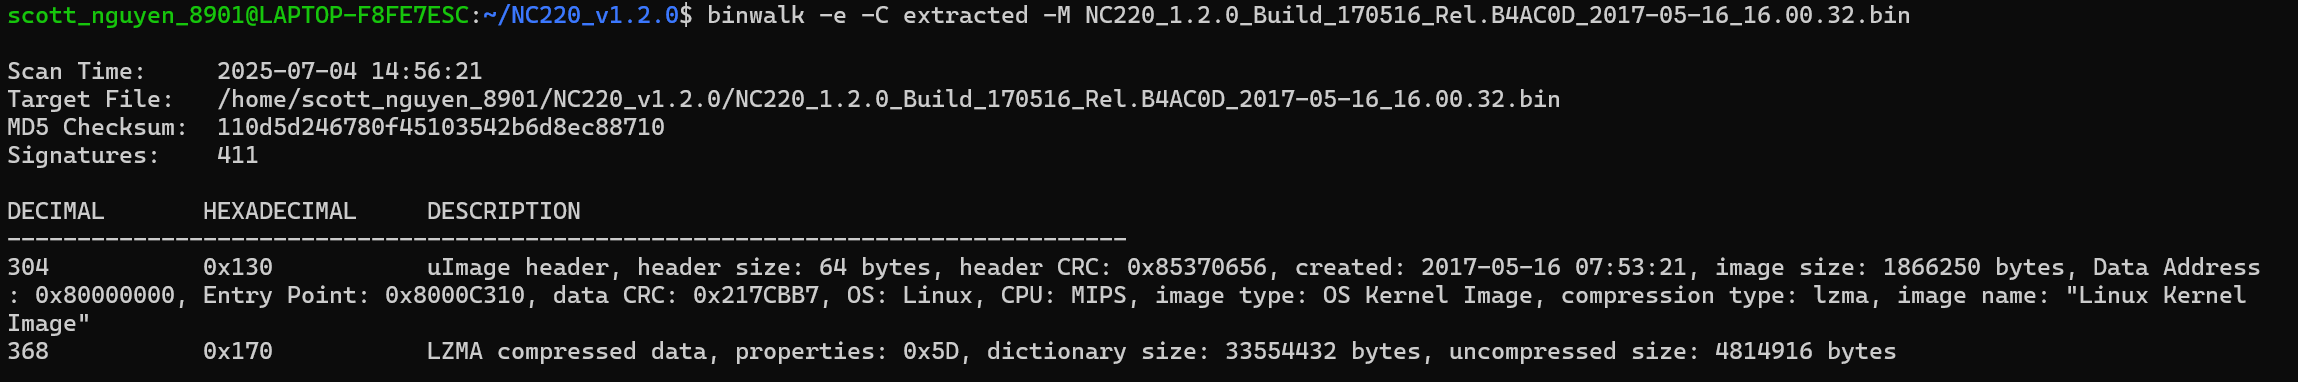 scott_nguyen_8901@LAPTOP-F8FE7ESC:~/NC220_v1.2.0$ binwalk -e -C extracted -M NC220_1.2.0_Build_170516_Rel.B4AC0D_2017-05-16_16.00.32.bin
Scan Time:     2025-07-04 14:56:21
Target File:   /home/scott_nguyen_8901/NC220_v1.2.0/NC220_1.2.0_Build_170516_Rel.B4AC0D_2017-05-16_16.00.32.bin
MD5 Checksum:  110d5d246780f45103542b6d8ec88710
Signatures:    411
DECIMAL       HEXADECIMAL     DESCRIPTION
--------------------------------------------------------------------------------
304           0x130           uImage header, header size: 64 bytes, header CRC: 0x85370656, created: 2017-05-16 07:53:21, image size: 1866250 bytes, Data Address
: 0x80000000, Entry Point: 0x8000C310, data CRC: 0x217CBB7, OS: Linux, CPU: MIPS, image type: OS Kernel Image, compression type: lzma, image name: "Linux Kernel
Image"
368           0x170           LZMA compressed data, properties: 0x5D, dictionary size: 33554432 bytes, uncompressed size: 4814916 bytes